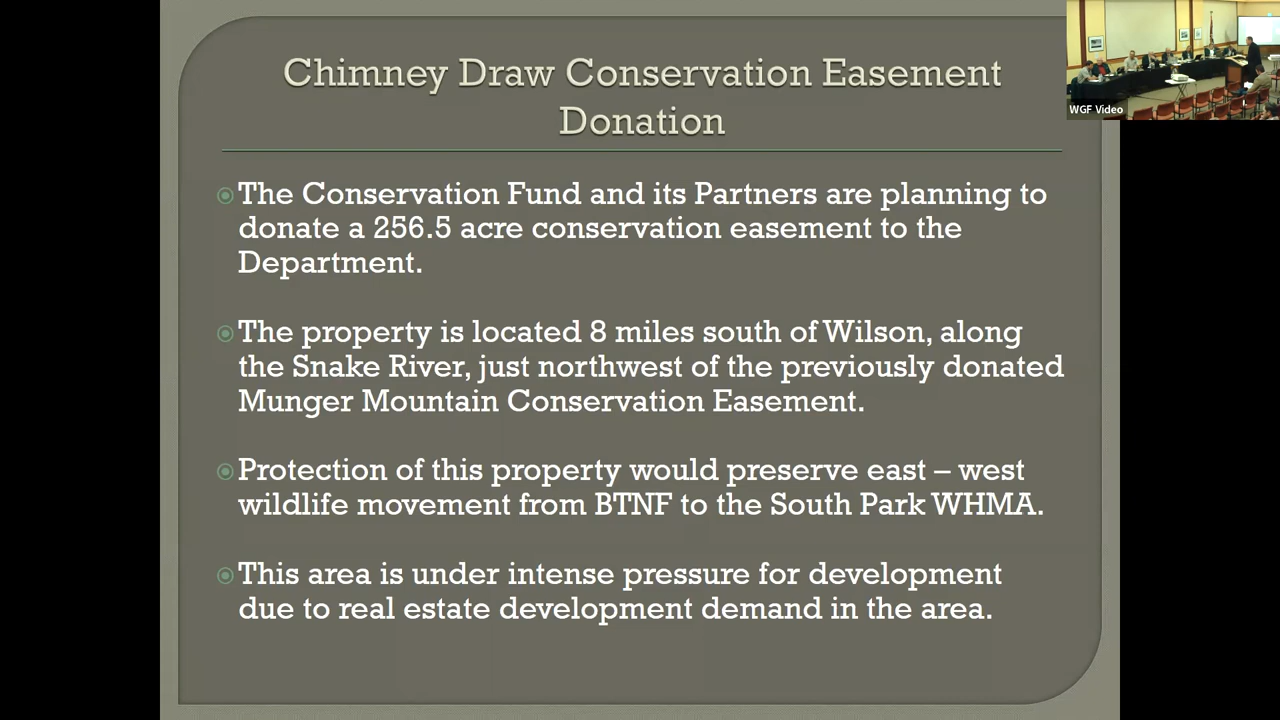 Chimney Draw Conservation Easement
Donation
WGF Video
The Conservation Fund and its Partners are planning to
donate a 256.5 acre conservation easement to the
Department.
The property is located 8 miles south of Wilson, along
the Snake River, just northwest of the previously donated
Munger Mountain Conservation Easement.
Protection of this property would preserve east – west
wildlife movement from BTNF to the South Park WHMA.
This area is under intense pressure for development
due to real estate development demand in the area.